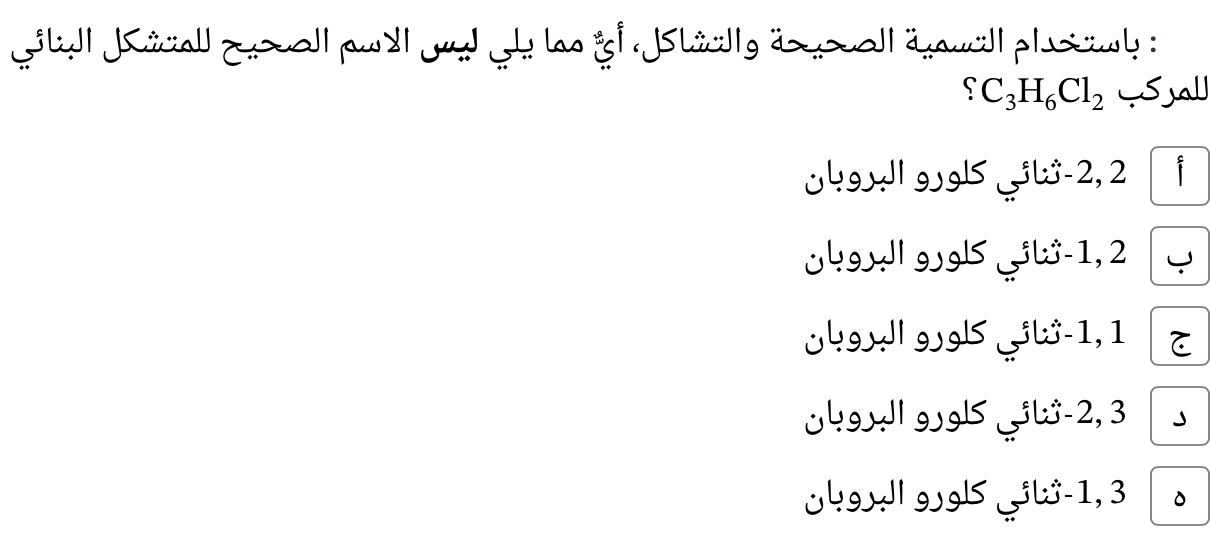 : باستخدام التسمية الصحيحة والتشاكل، أيٌّ مما يلي ليس الاسم الصحيح للمتشكل البنائي
للمركب C₃H₆Cl₂؟
أ 2, 2-ثنائي كلورو البروبان
ب 1, 2-ثنائي كلورو البروبان
ج 1, 1-ثنائي كلورو البروبان
د 2, 3-ثنائي كلورو البروبان
ه 1, 3-ثنائي كلورو البروبان